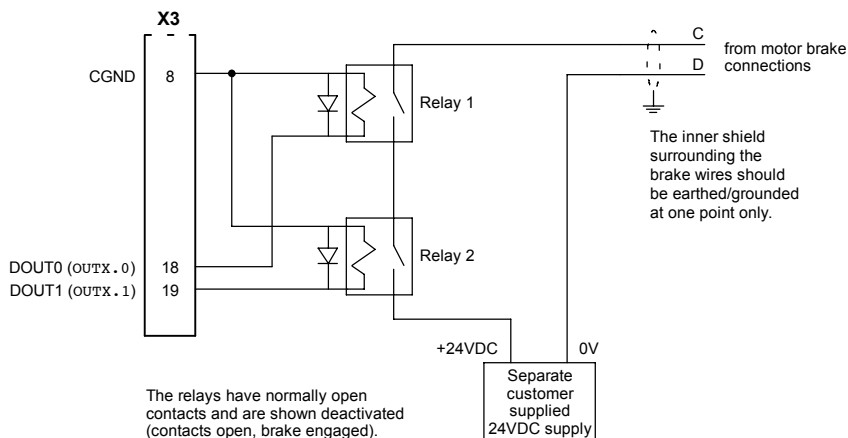 X3
C
from motor brake
connections
D
CGND
8
Relay 1
The inner shield
surrounding the
brake wires should
be earthed/grounded
at one point only.
Relay 2
DOUT0 (OUTX.0)
18
DOUT1 (OUTX.1)
19
+24VDC
0V
Separate
customer
supplied
24VDC supply
The relays have normally open
contacts and are shown deactivated
(contacts open, brake engaged).